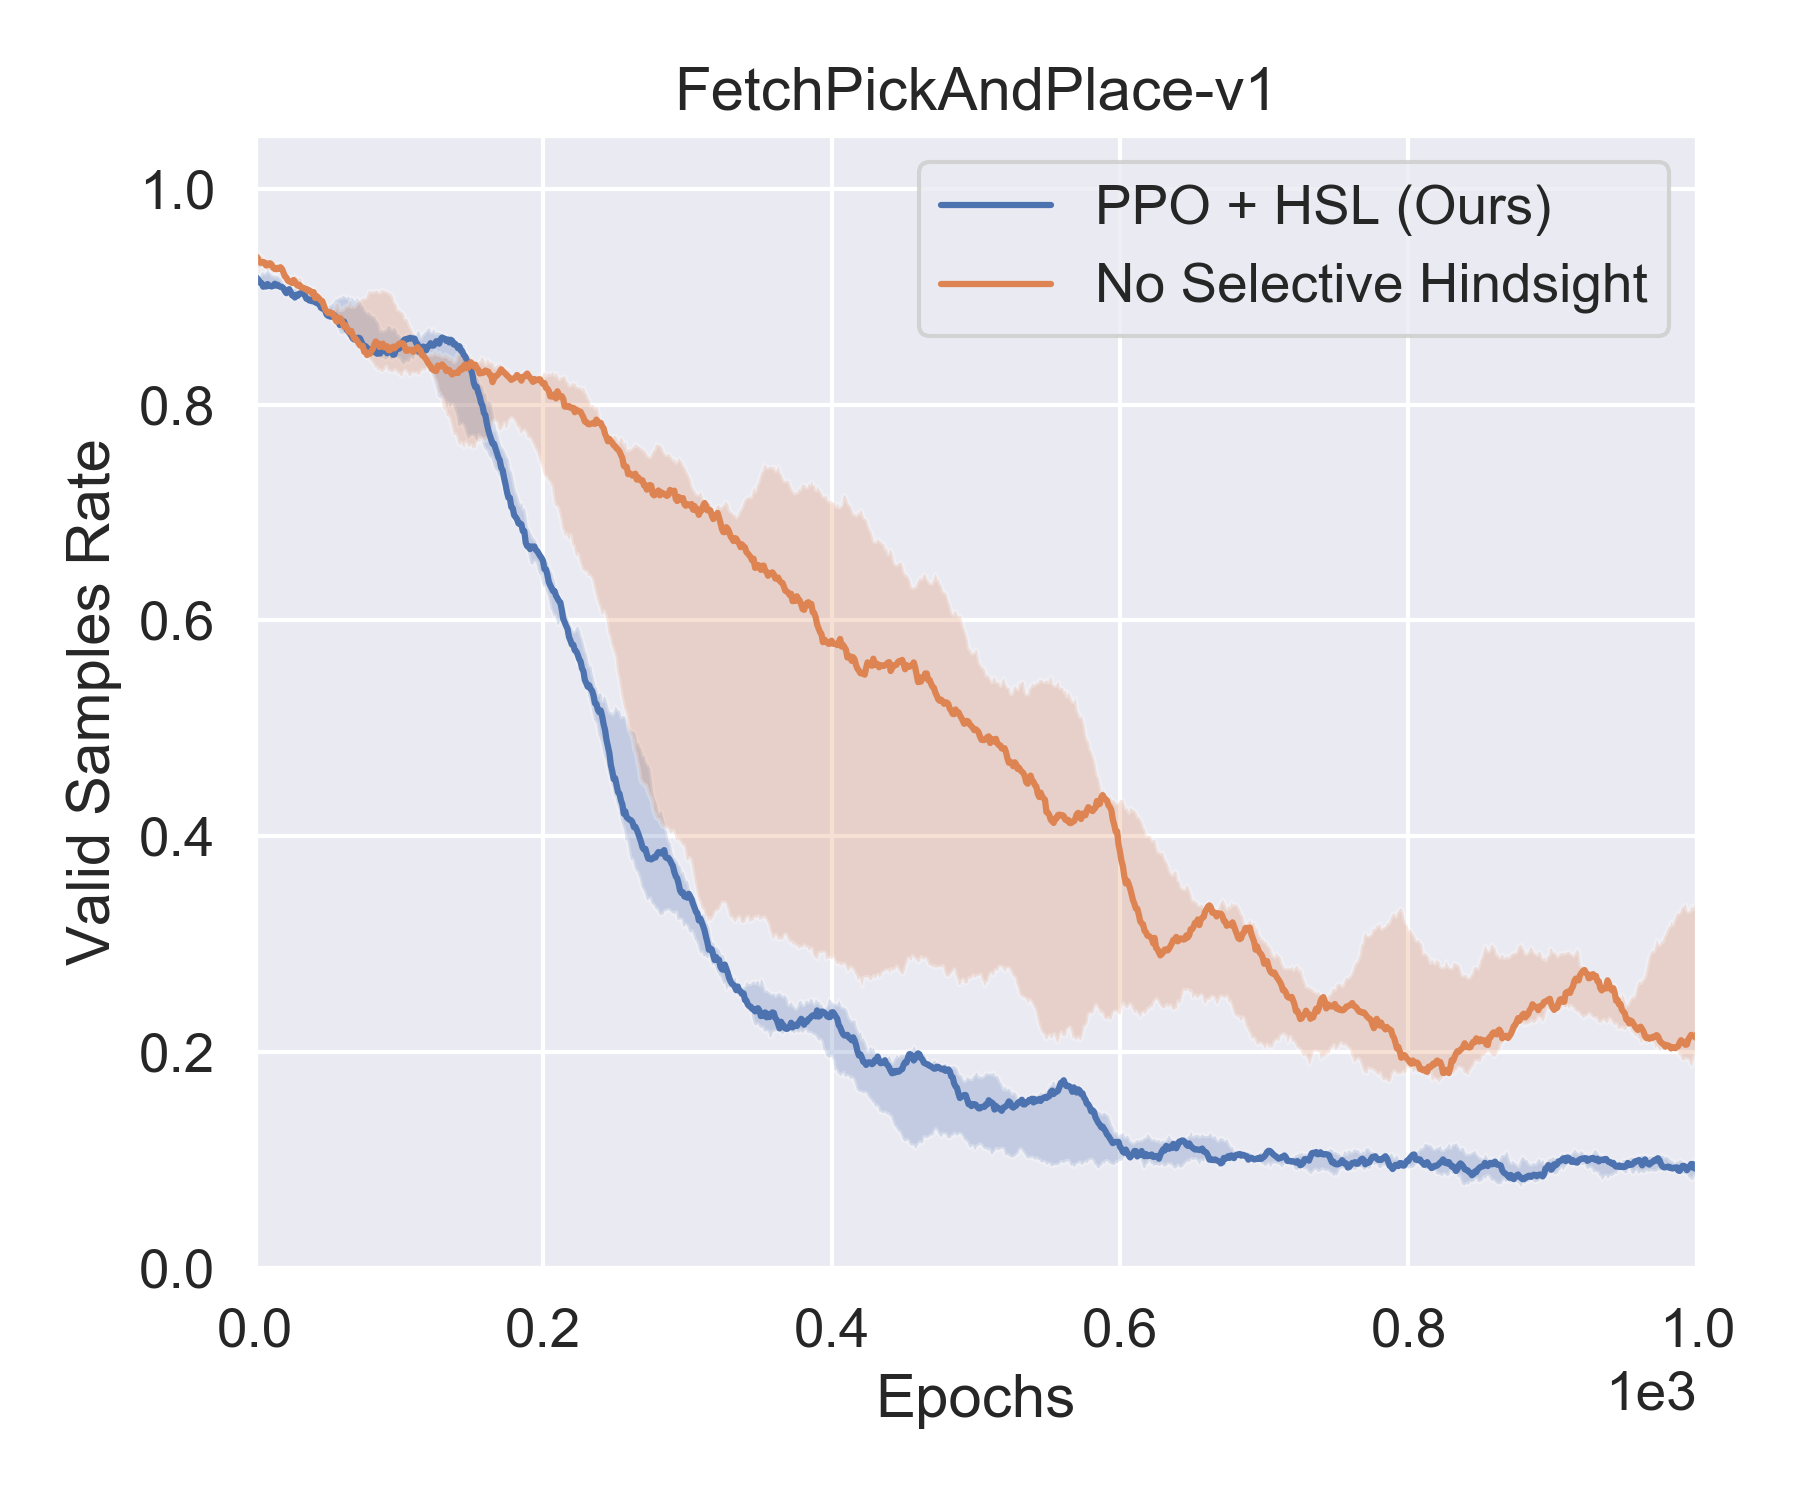 FetchPickAndPlace-v1
PPO + HSL (Ours)
No Selective Hindsight
Valid Samples Rate
1.0
0.8
0.6
0.4
0.2
0.0
0.0 0.2 0.4 0.6 0.8 1.0
1e3
Epochs